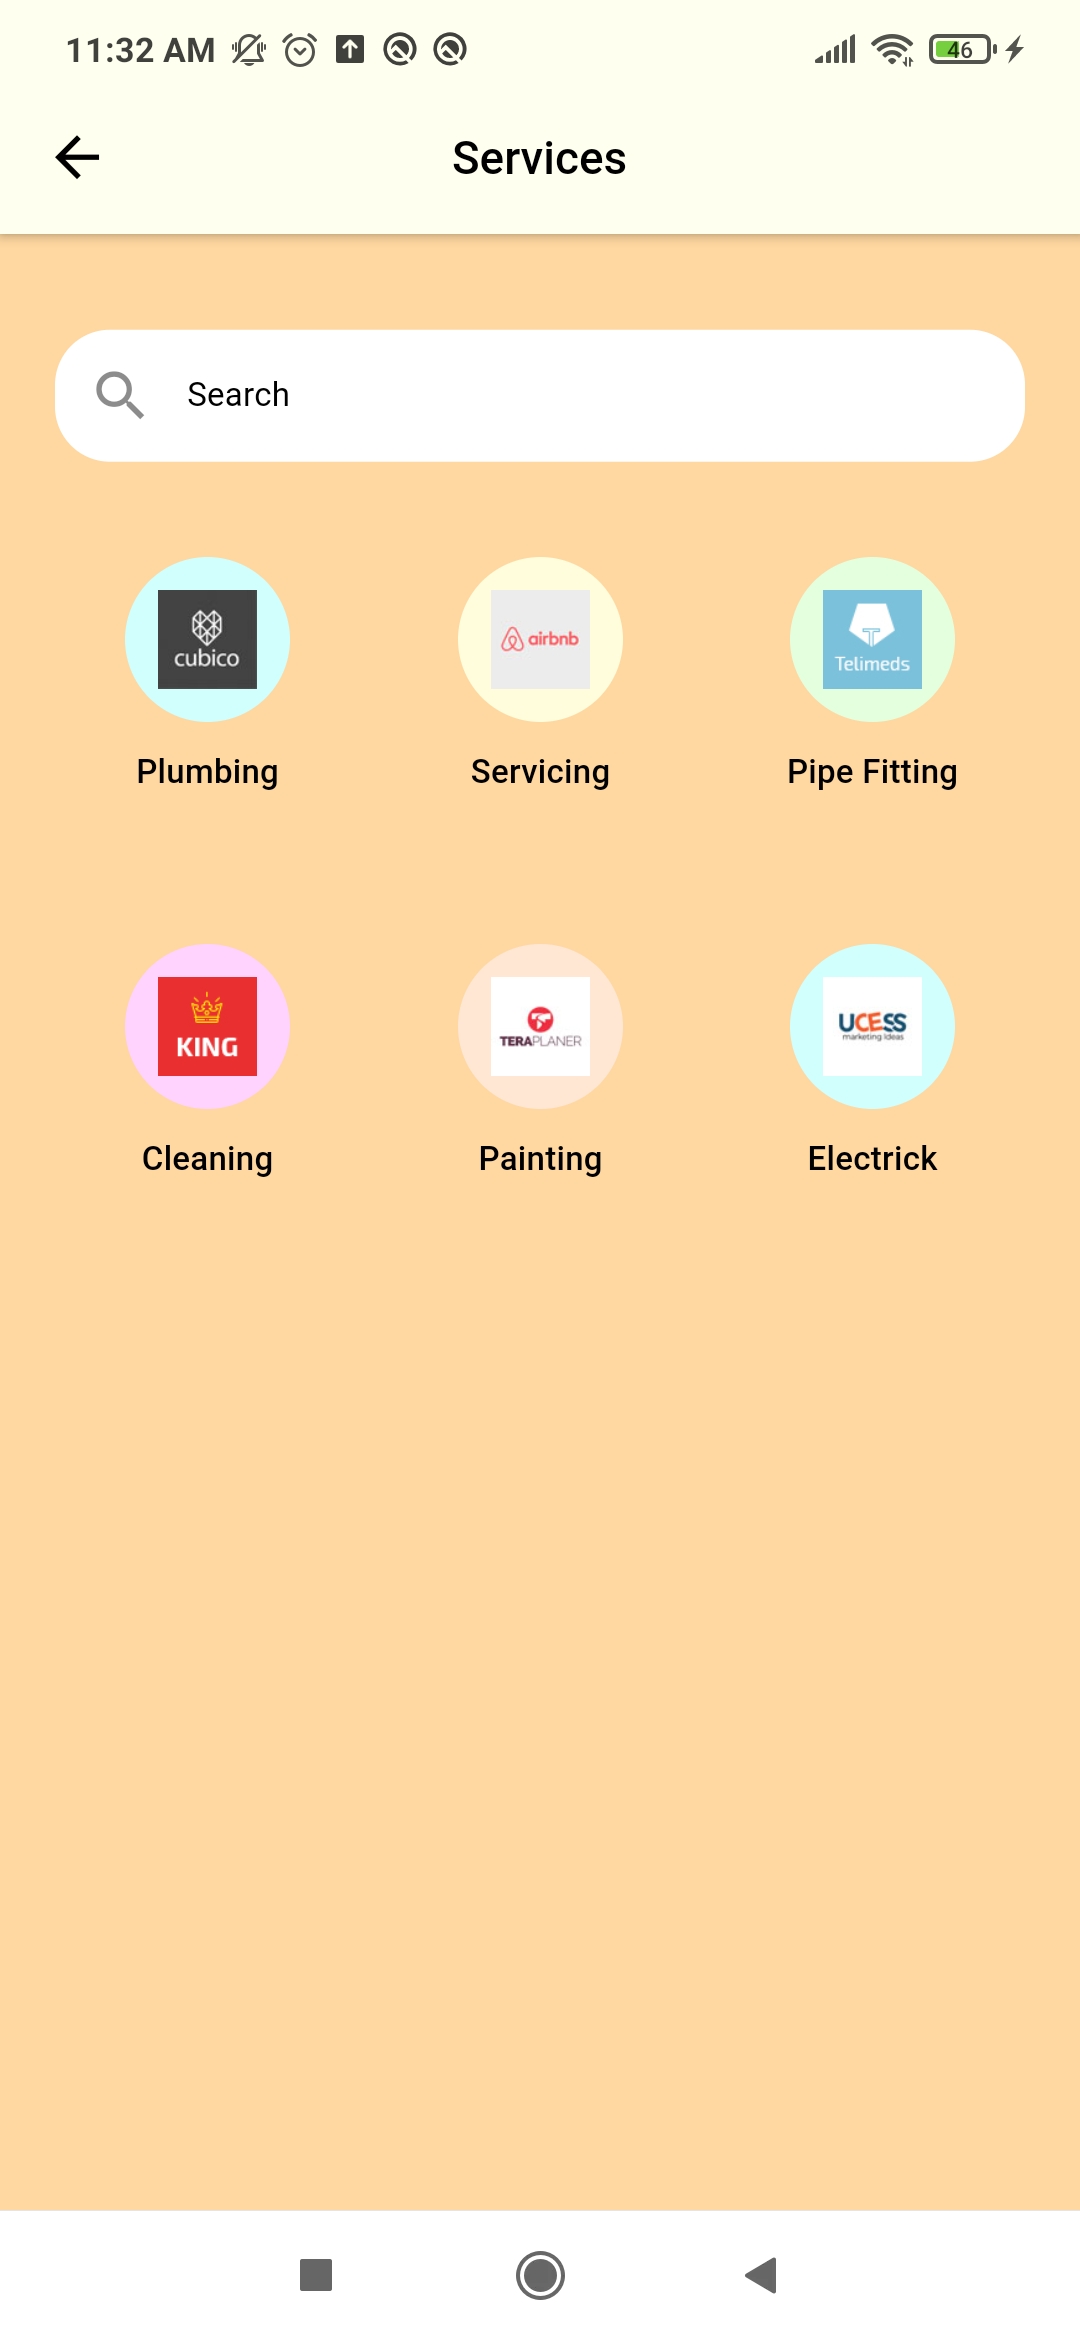 11:32 AM
46
Services
Search
cubico
airbnb
Telimeds
Plumbing
Servicing
Pipe Fitting
KING
TERAPLANER
UCESS
marketing ideas
Cleaning
Painting
Electrick